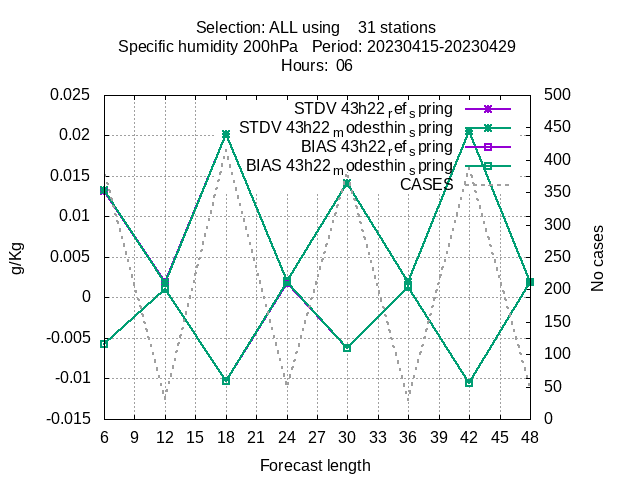 Selection: ALL using    31 stations
Specific humidity 200hPa   Period: 20230415-20230429
Hours:  06
0.025
0.02
0.015
0.01
0.005
0
-0.005
-0.01
-0.015
g/Kg
STDV 43h22_ref_spring
STDV 43h22_modesthin_spring
BIAS 43h22_ref_spring
BIAS 43h22_modesthin_spring
CASES
500
450
400
350
300
250
200
150
100
50
0
No cases
6 9 12 15 18 21 24 27 30 33 36 39 42 45 48
Forecast length